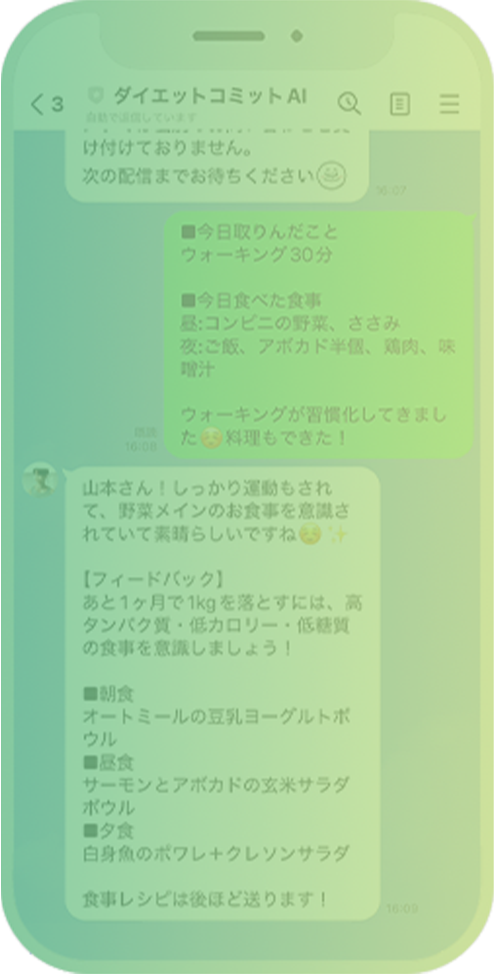 3
ダイエットコミットAI
自動で返信しています
け付けておりません。
次の配信までお待ちください
16:07
■今日取りんだこと
ウォーキング30分
■今日食べた食事
昼:コンビニの野菜、ささみ
夜:ご飯、アボカド半個、鶏肉、味
噌汁
ウォーキングが習慣化してきまし
た😣料理もできた！
既読
16:08
山本さん！しっかり運動もされ
て、野菜メインのお食事を意識さ
れていて素晴らしいですね😣✨
【フィードバック】
あと1ヶ月で1kgを落とすには、高
タンパク質・低カロリー・低糖質
の食事を意識しましょう！
■朝食
オートミールの豆乳ヨーグルトボ
ウル
■昼食
サーモンとアボカドの玄米サラダ
ボウル
■夕食
白身魚のポワレ+クレソンサラダ
食事レシピは後ほど送ります！
16:09